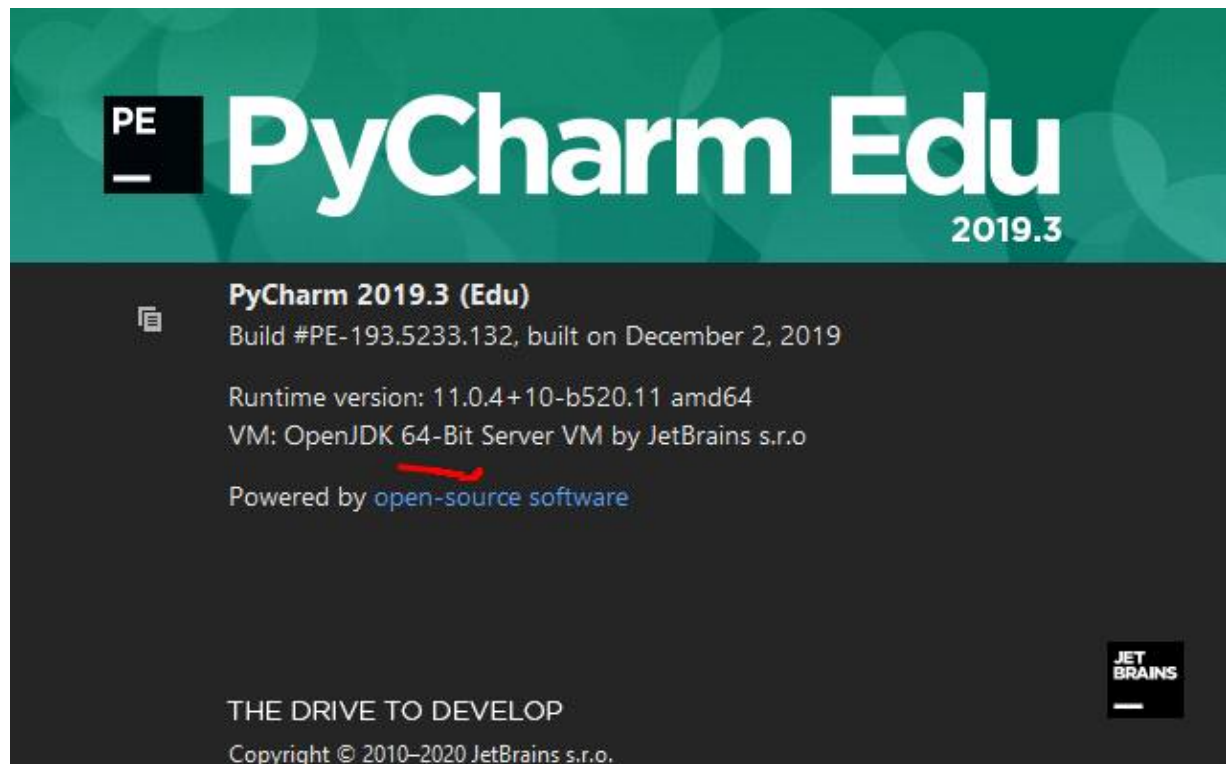 PE
PyCharm Edu
2019.3
PyCharm 2019.3 (Edu)
Build #PE-193.5233.132, built on December 2, 2019
Runtime version: 11.0.4+10-b520.11 amd64
VM: OpenJDK 64-Bit Server VM by JetBrains s.r.o
Powered by open-source software
JET
BRAINS
THE DRIVE TO DEVELOP
Copyright © 2010–2020 JetBrains s.r.o.